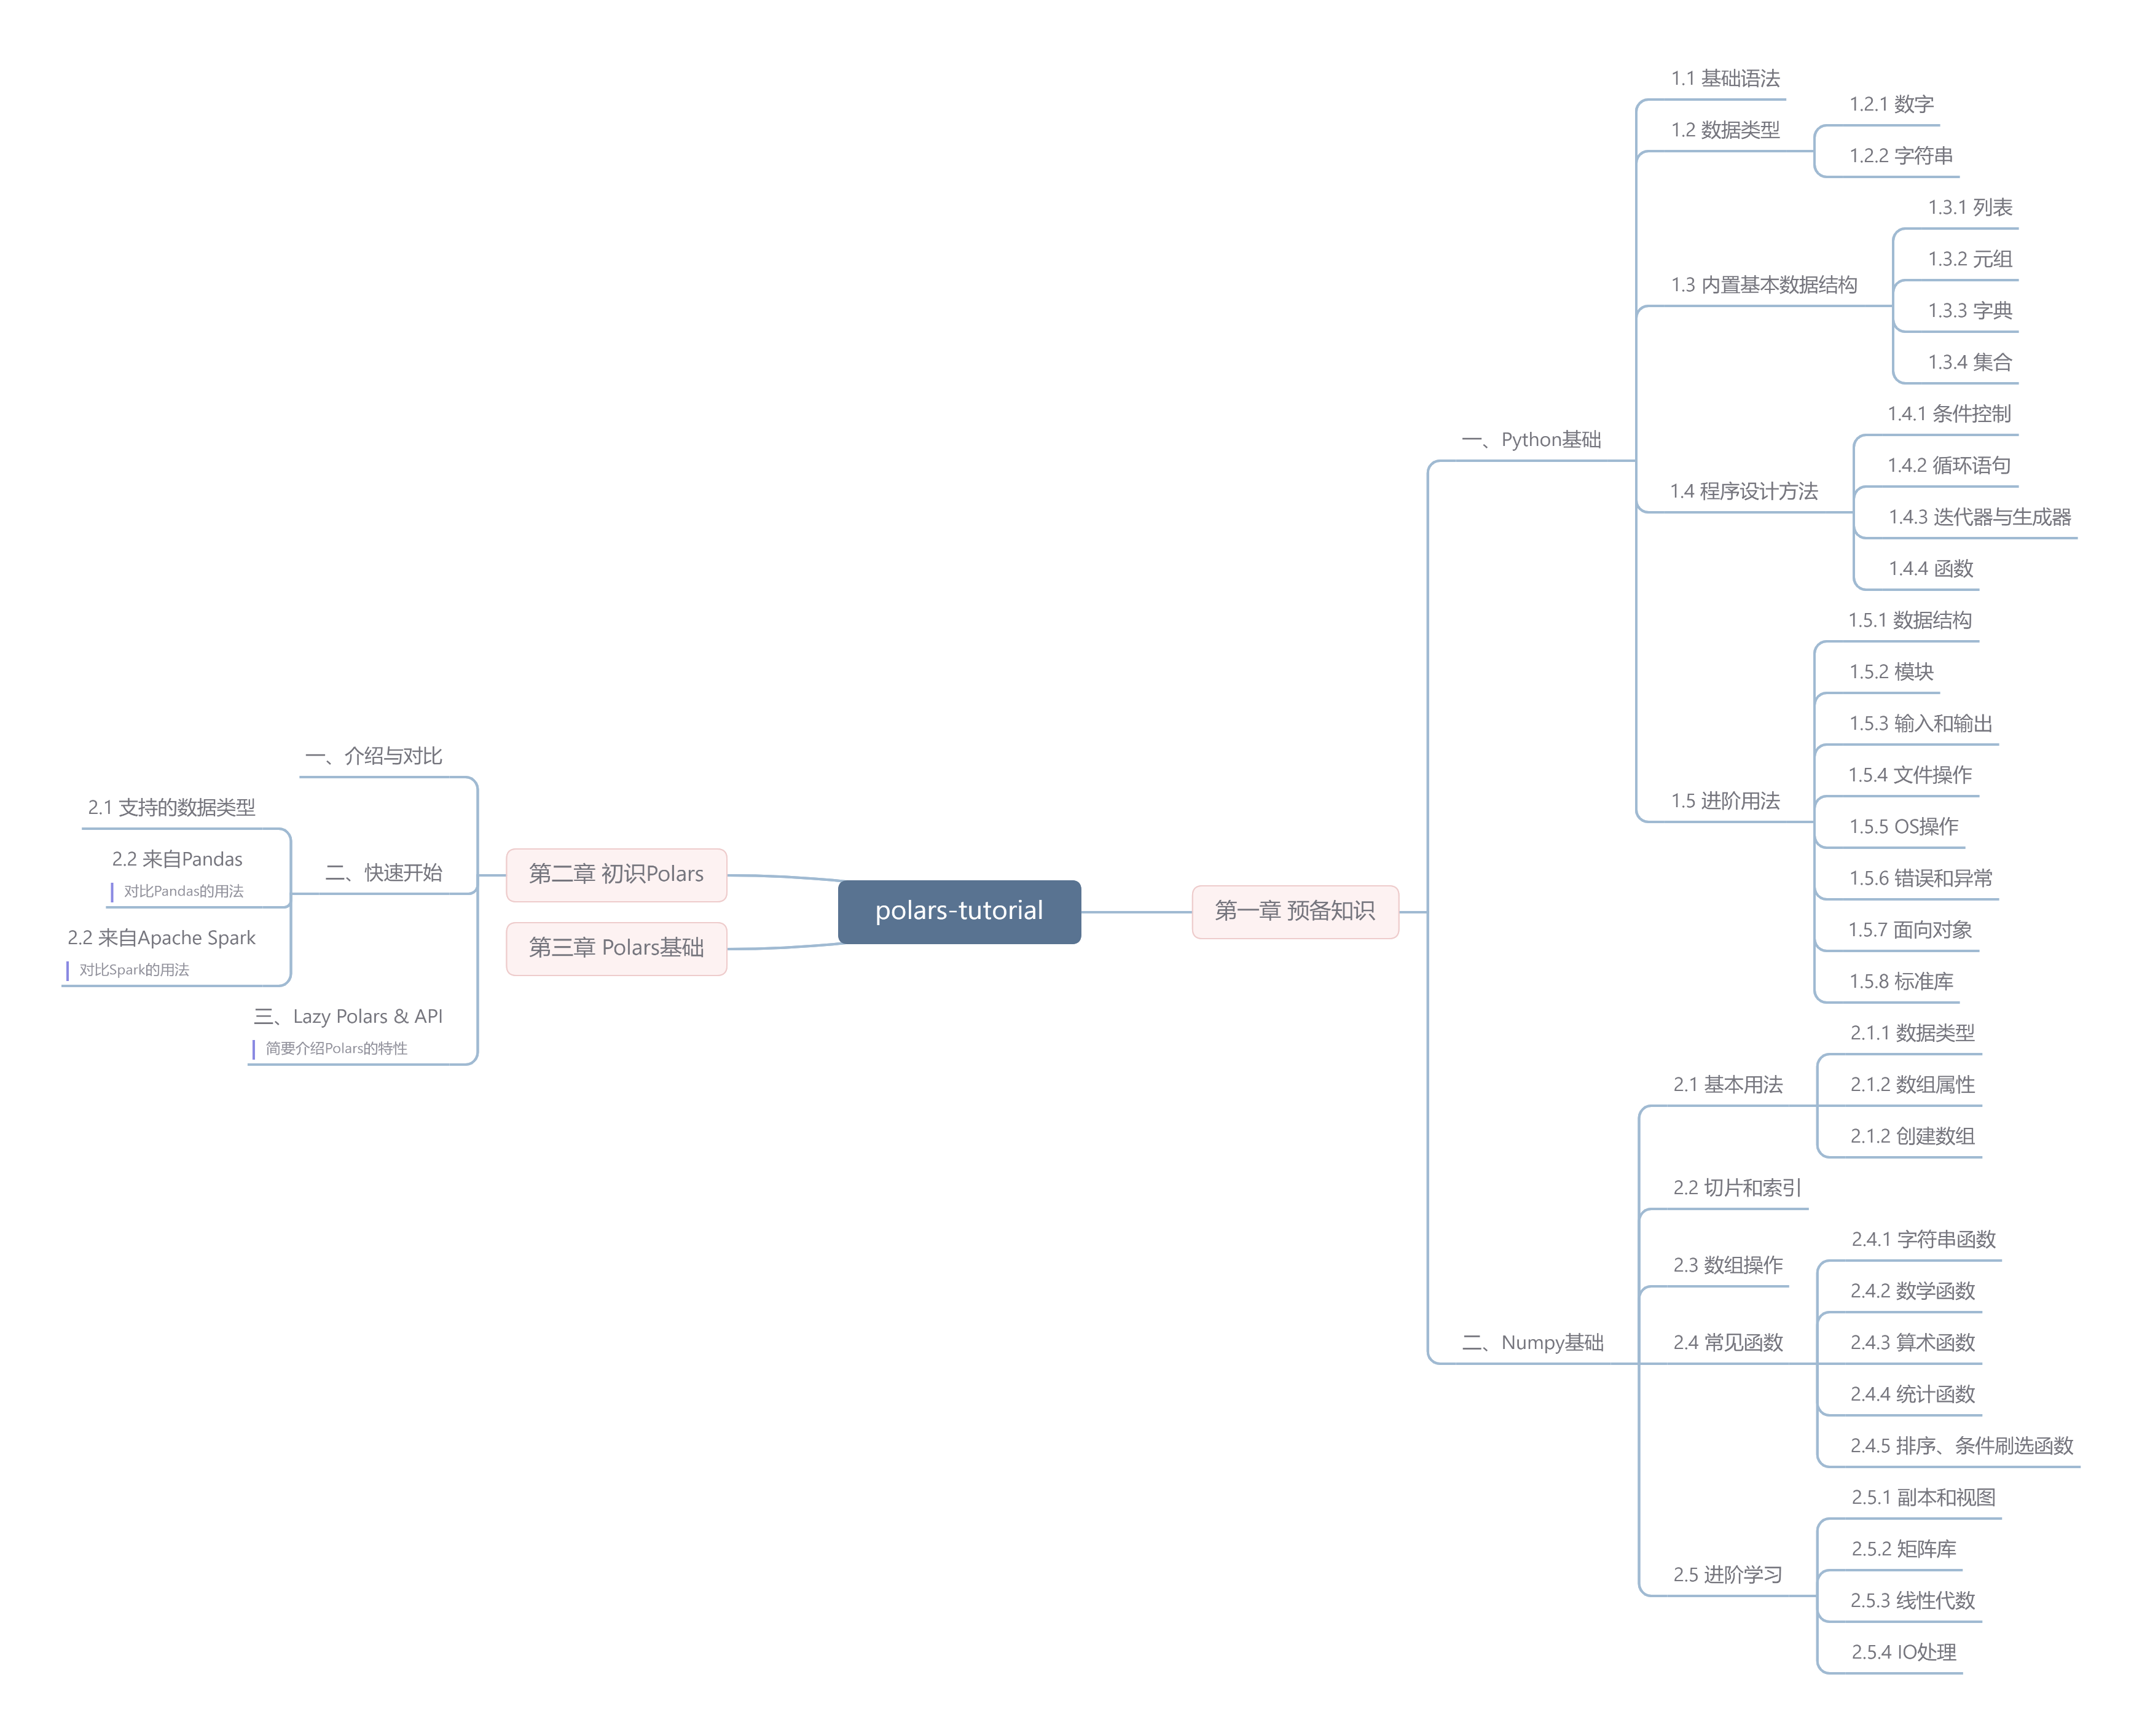 polars-tutorial
第一章 预备知识
一、Python基础
1.1 基础语法
1.2 数据类型
1.2.1 数字
1.2.2 字符串
1.3 内置基本数据结构
1.3.1 列表
1.3.2 元组
1.3.3 字典
1.3.4 集合
1.4 程序设计方法
1.4.1 条件控制
1.4.2 循环语句
1.4.3 迭代器与生成器
1.4.4 函数
1.5 进阶用法
1.5.1 数据结构
1.5.2 模块
1.5.3 输入和输出
1.5.4 文件操作
1.5.5 OS操作
1.5.6 错误和异常
1.5.7 面向对象
1.5.8 标准库
二、Numpy基础
2.1 基本用法
2.1.1 数据类型
2.1.2 数组属性
2.1.2 创建数组
2.2 切片和索引
2.3 数组操作
2.4 常见函数
2.4.1 字符串函数
2.4.2 数学函数
2.4.3 算术函数
2.4.4 统计函数
2.4.5 排序、条件刷选函数
2.5 进阶学习
2.5.1 副本和视图
2.5.2 矩阵库
2.5.3 线性代数
2.5.4 IO处理
第二章 初识Polars
一、介绍与对比
二、快速开始
2.1 支持的数据类型
2.2 来自Pandas
对比Pandas的用法
2.2 来自Apache Spark
对比Spark的用法
三、Lazy Polars & API
简要介绍Polars的特性
第三章 Polars基础